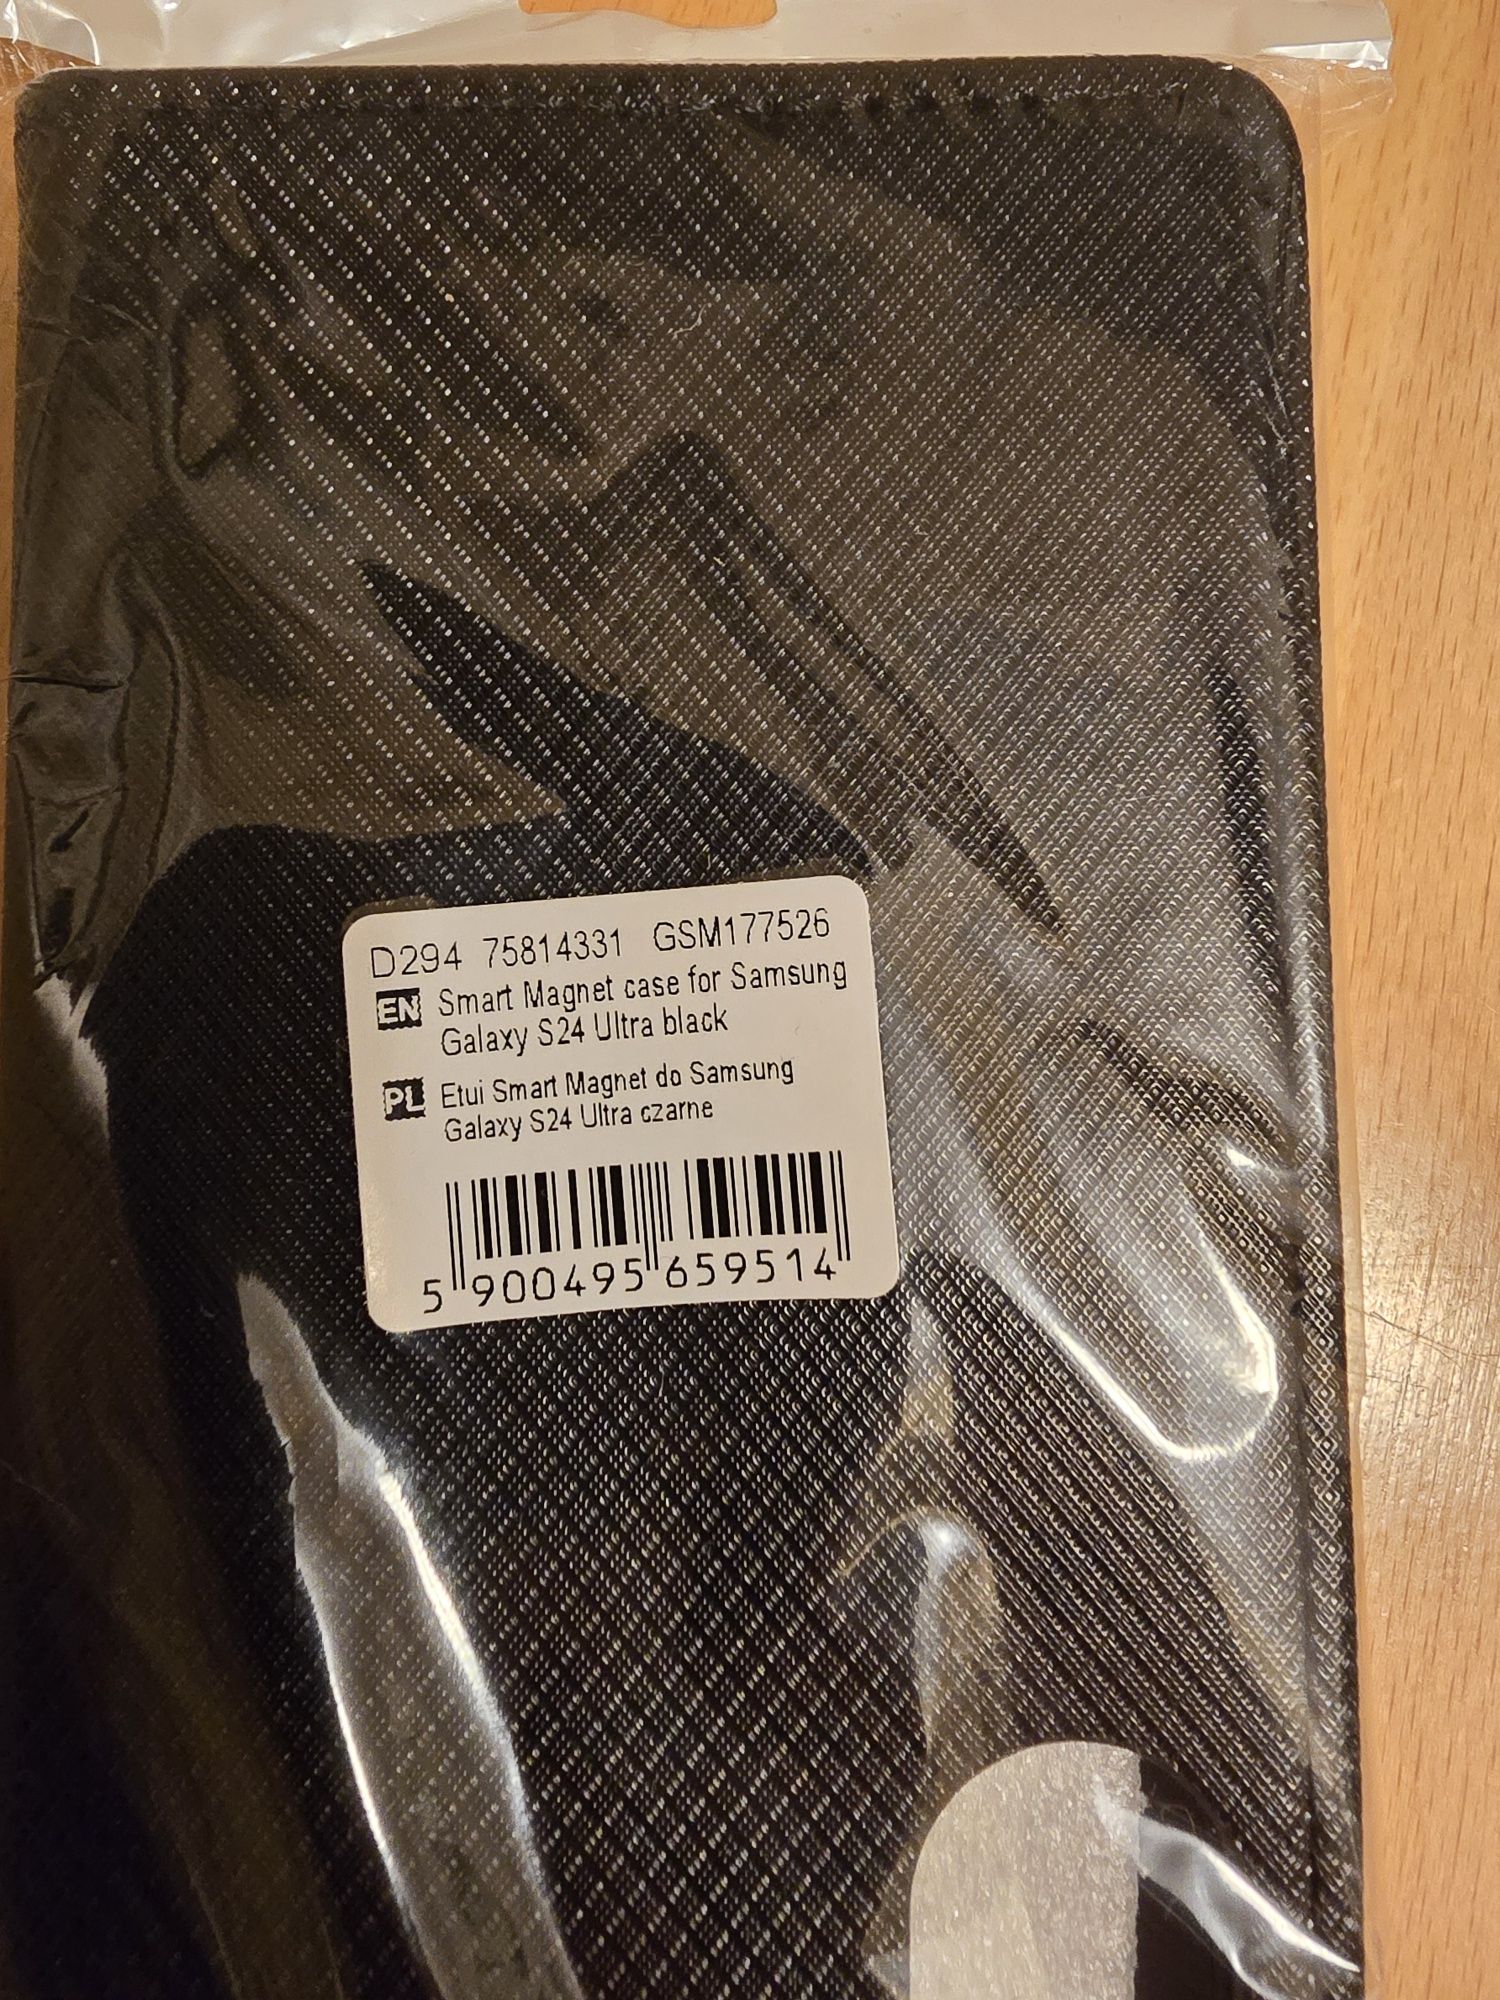 D294 75814331 GSM177526
EN Smart Magnet case for Samsung
Galaxy S24 Ultra black
PL Etui Smart Magnet do Samsung
Galaxy S24 Ultra czarne
5 900495 659514